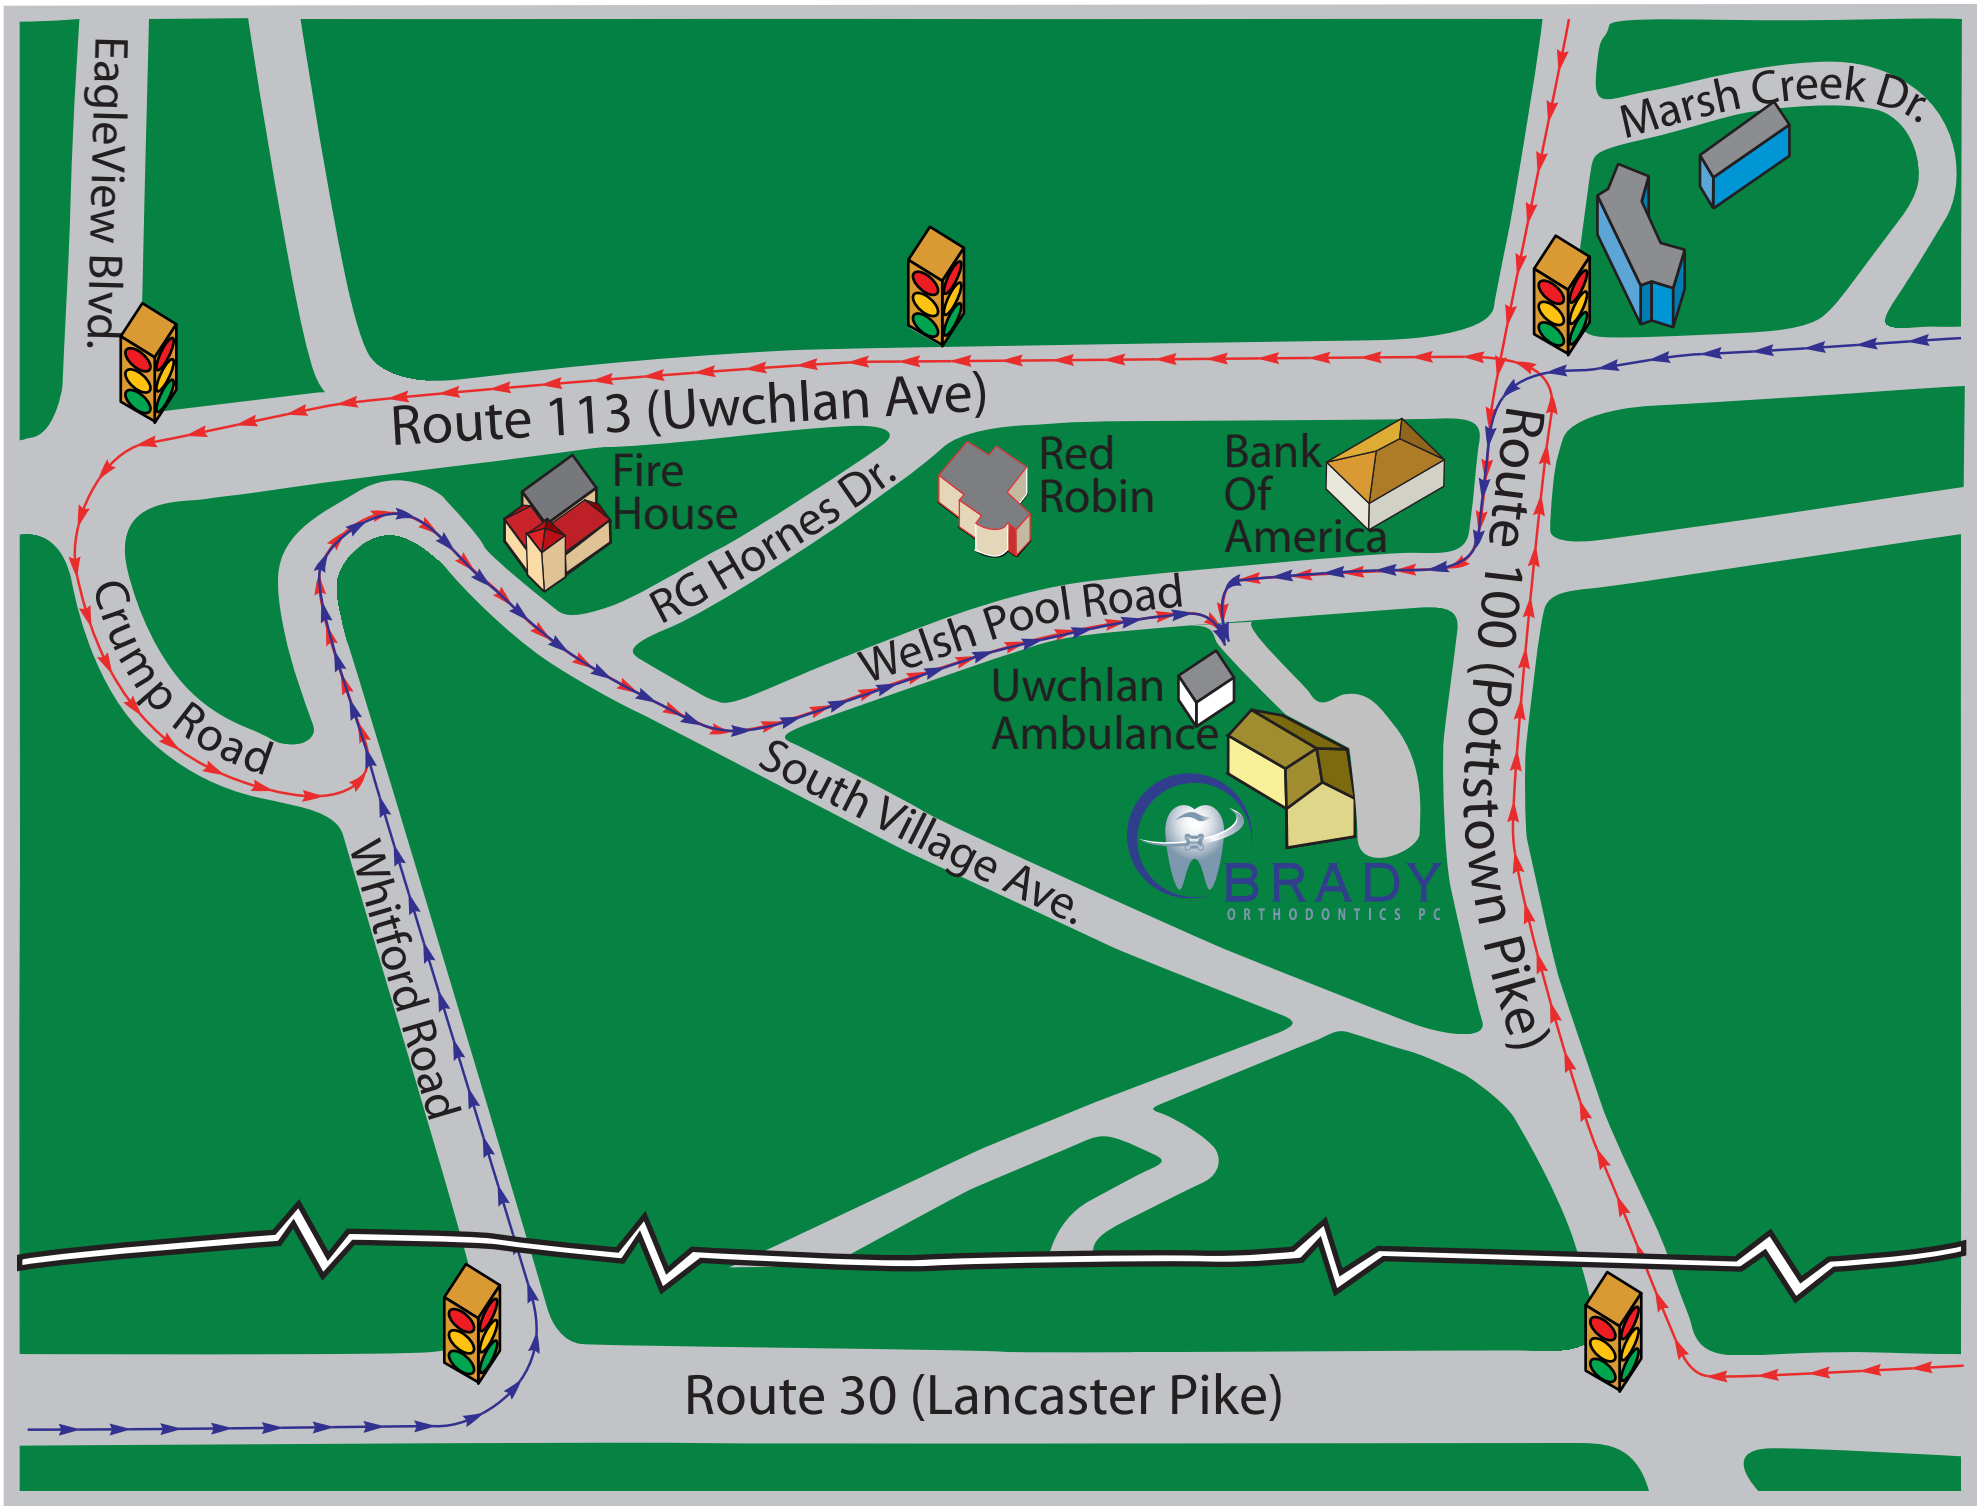 EagleView Blvd.
Marsh Creek Dr.
Route 113 (Uwchlan Ave)
Fire
House
RG Hornes Dr.
Red
Robin
Bank
Of
America
Route 100 (Pottstown Pike)
Crump Road
Welsh Pool Road
Uwchlan
Ambulance
South Village Ave.
BRADY
ORTHODONTICS PC
Whitford Road
Route 30 (Lancaster Pike)